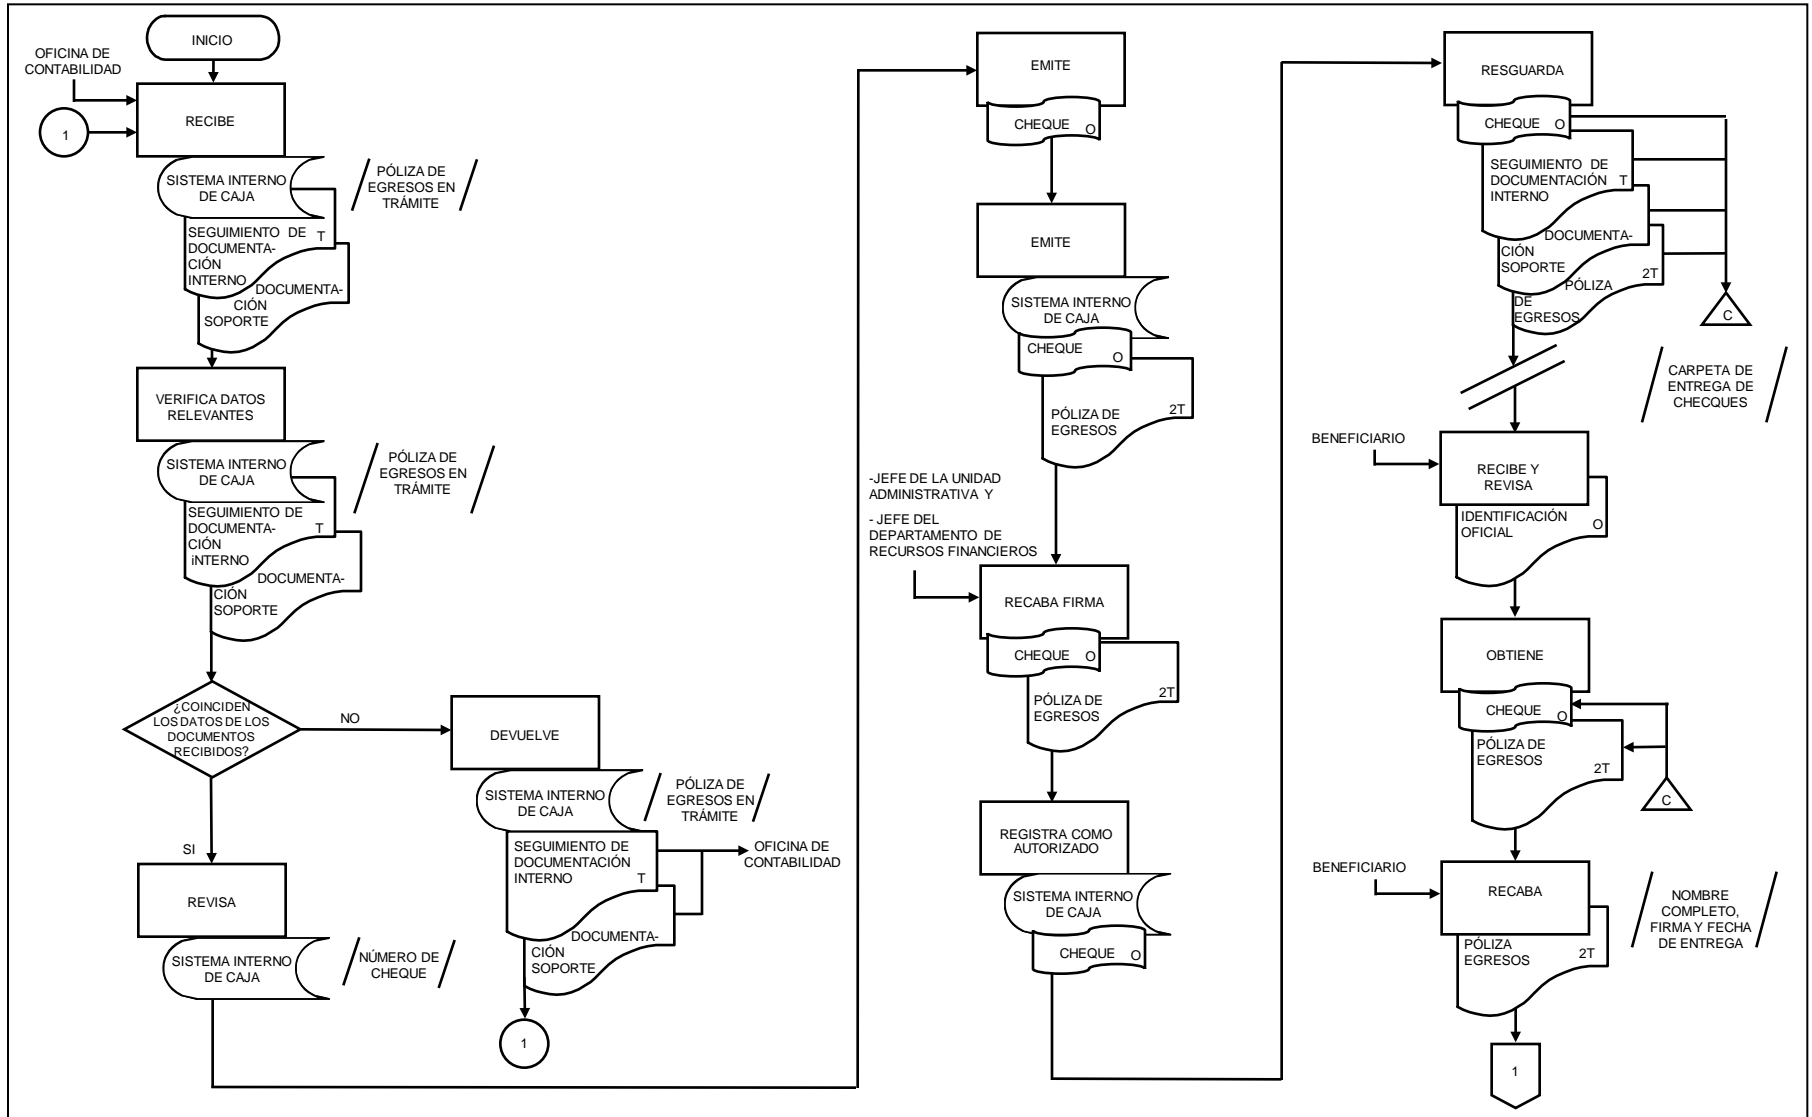 INICIO
OFICINA DE
CONTABILIDAD
1
RECIBE
SISTEMA INTERNO
DE CAJA
PÓLIZA DE
EGRESOS EN
TRÁMITE
SEGUIMIENTO DE
DOCUMENTA-
CIÓN
INTERNO
T
DOCUMENTA-
CIÓN
SOPORTE
VERIFICA DATOS
RELEVANTES
SISTEMA INTERNO
DE CAJA
PÓLIZA DE
EGRESOS EN
TRÁMITE
SEGUIMIENTO DE
DOCUMENTA-
CIÓN
iNTERNO
T
DOCUMENTA-
CIÓN
SOPORTE
¿COINCIDEN
LOS DATOS DE LOS
DOCUMENTOS
RECIBIDOS?
NO
DEVUELVE
SISTEMA INTERNO
DE CAJA
PÓLIZA DE
EGRESOS EN
TRÁMITE
SEGUIMIENTO DE
DOCUMENTACIÓN
INTERNO
T
OFICINA DE
CONTABILIDAD
DOCUMENTA-
CIÓN
SOPORTE
1
SI
REVISA
SISTEMA INTERNO
DE CAJA
NÚMERO DE
CHEQUE
EMITE
CHEQUE O
EMITE
SISTEMA INTERNO
DE CAJA
CHEQUE O
PÓLIZA DE
EGRESOS
2T
-JEFE DE LA UNIDAD
ADMINISTRATIVA Y
- JEFE DEL
DEPARTAMENTO DE
RECURSOS FINANCIEROS
RECABA FIRMA
CHEQUE O
PÓLIZA DE
EGRESOS
2T
REGISTRA COMO
AUTORIZADO
SISTEMA INTERNO
DE CAJA
CHEQUE O
RESGUARDA
CHEQUE O
SEGUIMIENTO DE
DOCUMENTACIÓN
INTERNO
T
DOCUMENTA-
CIÓN
SOPORTE
2T
PÓLIZA
DE
EGRESOS
C
CARPETA DE
ENTREGA DE
CHECQUES
BENEFICIARIO
RECIBE Y
REVISA
IDENTIFICACIÓN
OFICIAL
O
OBTIENE
CHEQUE O
PÓLIZA DE
EGRESOS
2T
C
BENEFICIARIO
RECABA
PÓLIZA
EGRESOS
2T
NOMBRE
COMPLETO,
FIRMA Y FECHA
DE ENTREGA
1